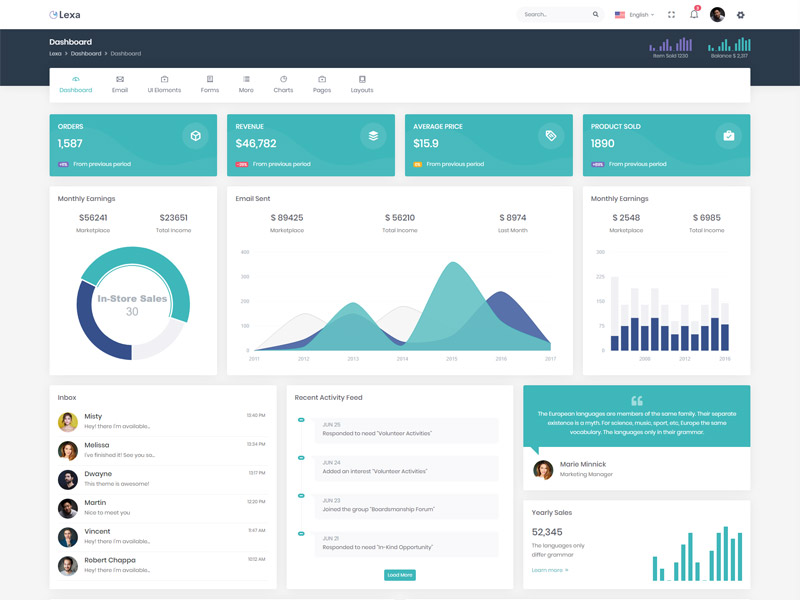 Lexa
Search...
English
3
Dashboard
Lexa > Dashboard > Dashboard
Item Sold 1230
Balance $ 2,317
Dashboard
Email
UI Elements
Forms
More
Charts
Pages
Layouts
ORDERS
1,587
From previous period
REVENUE
$46,782
From previous period
AVERAGE PRICE
$15.9
From previous period
PRODUCT SOLD
1890
From previous period
Monthly Earnings
$56241
Marketplace
$23651
Total Income
In-Store Sales
30
Email Sent
$ 89425
Marketplace
$ 56210
Total Income
$ 8974
Last Month
400
300
200
100
0
2011
2012
2013
2014
2015
2016
2017
Monthly Earnings
$ 2548
Marketplace
$ 6985
Total Income
300
225
150
75
0
2008
2012
2016
Inbox
Misty
Hey! there I'm available...
13:40 PM
Melissa
I've finished it! See you so...
13:34 PM
Dwayne
This theme is awesome!
13:17 PM
Martin
Nice to meet you
12:20 PM
Vincent
Hey! there I'm available...
11:47 AM
Robert Chappa
Hey! there I'm available...
10:12 AM
Recent Activity Feed
JUN 25
Responded to need "Volunteer Activities"
JUN 24
Added an interest "Volunteer Activities"
JUN 23
Joined the group "Boardsmanship Forum"
JUN 21
Responded to need "In-Kind Opportunity"
Load More
The European languages are members of the same family. Their separate
existence is a myth. For science, music, sport, etc, Europe the same
vocabulary. The languages only in their grammar.
Marie Minnick
Marketing Manager
Yearly Sales
52,345
The languages only
differ grammar
Learn more